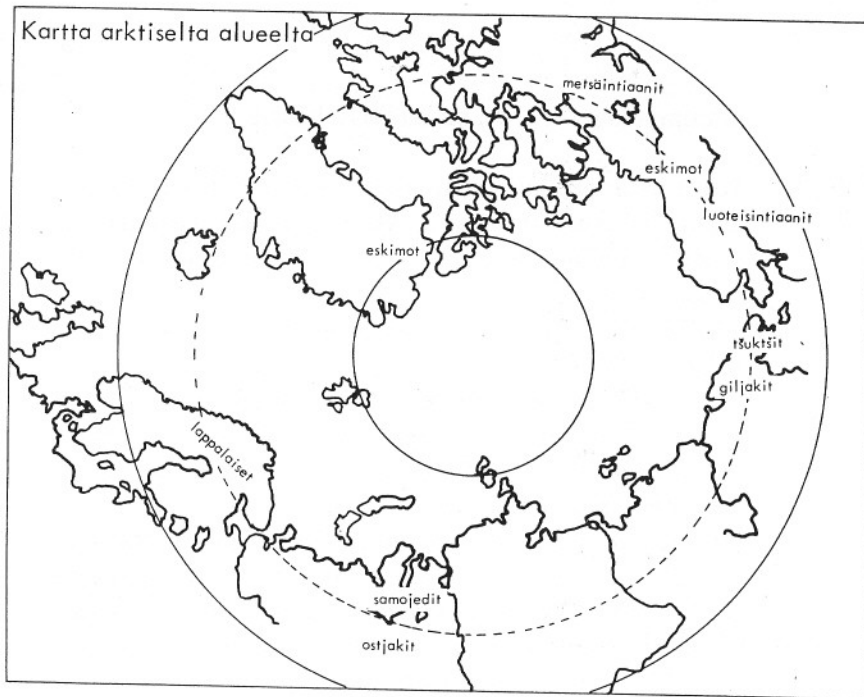 Kartta arktiselta alueelta
metsäintiaanit
eskimot
luoteisintiaanit
eskimot
tšuktšit
giljakit
lappalaiset
samojedit
ostjakit